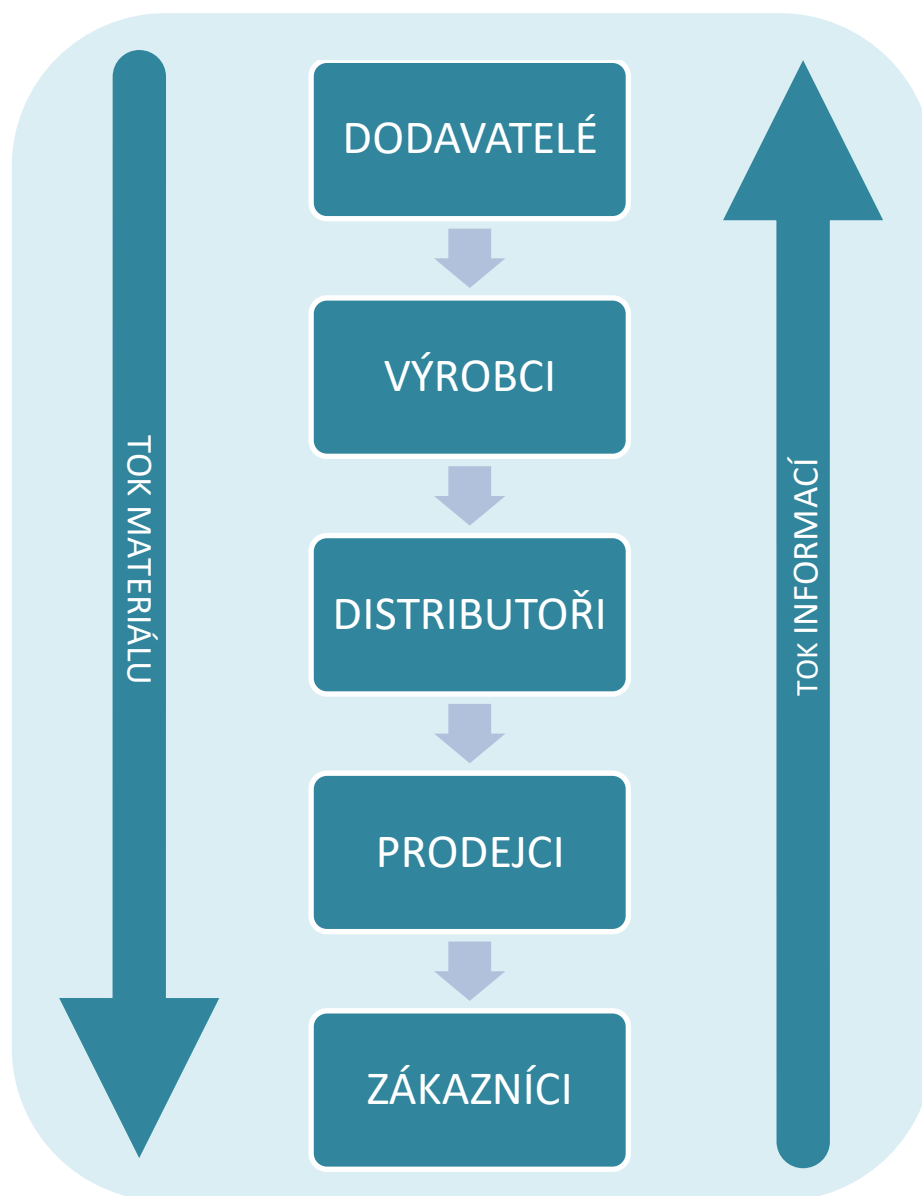 DODAVATELÉ
VÝROBCI
TOK MATERIÁLU
TOK INFORMACÍ
DISTRIBUTOŘI
PRODEJCI
ZÁKAZNÍCI